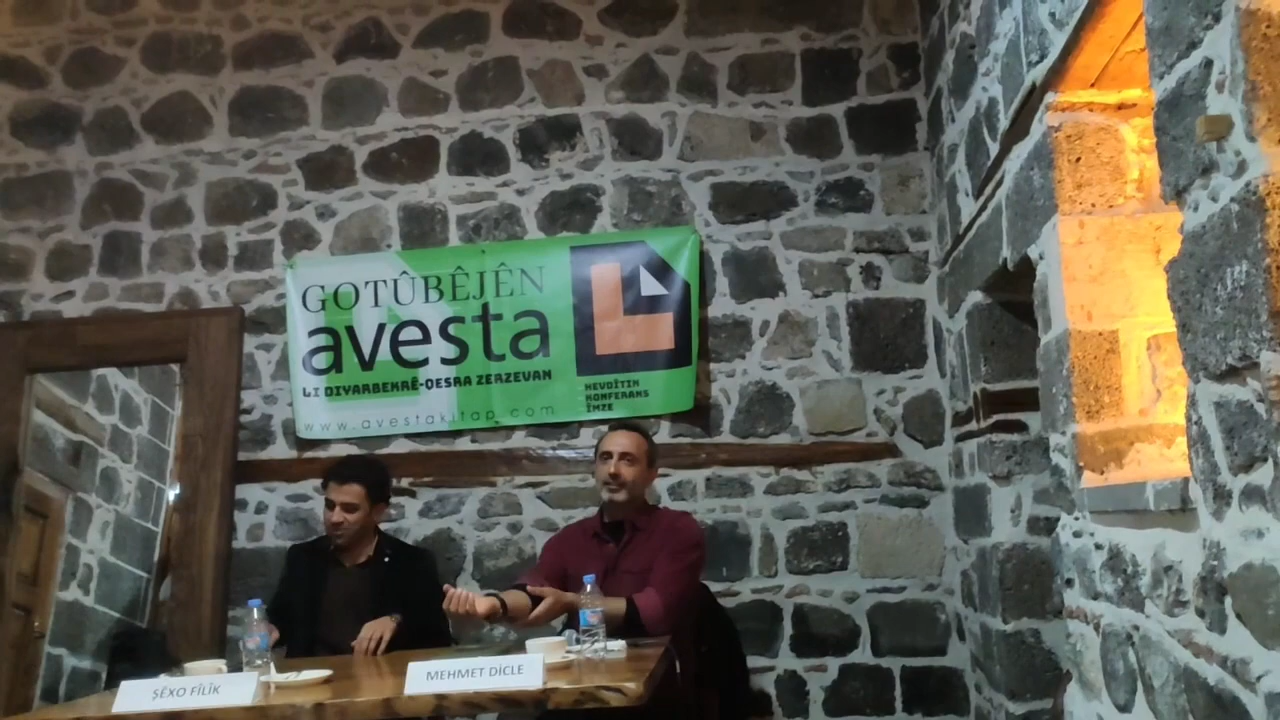 GOTÛBÊJÊN
avesta
LI DIYARBEKRÊ-QESRA ZERZEVAN
www.avestakitap.com
HEVDÎTIN
KONFERANS
ÎMZE
ŞÊXO FÎLÎK
MEHMET DİCLE